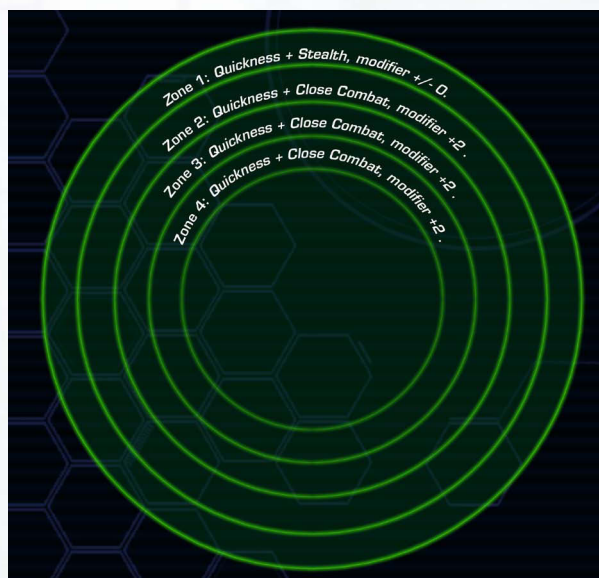 Zone 1: Quickness + Stealth, modifier +/- 0.
Zone 2: Quickness + Close Combat, modifier +2 .
Zone 3: Quickness + Close Combat, modifier +2 .
Zone 4: Quickness + Close Combat, modifier +2 .